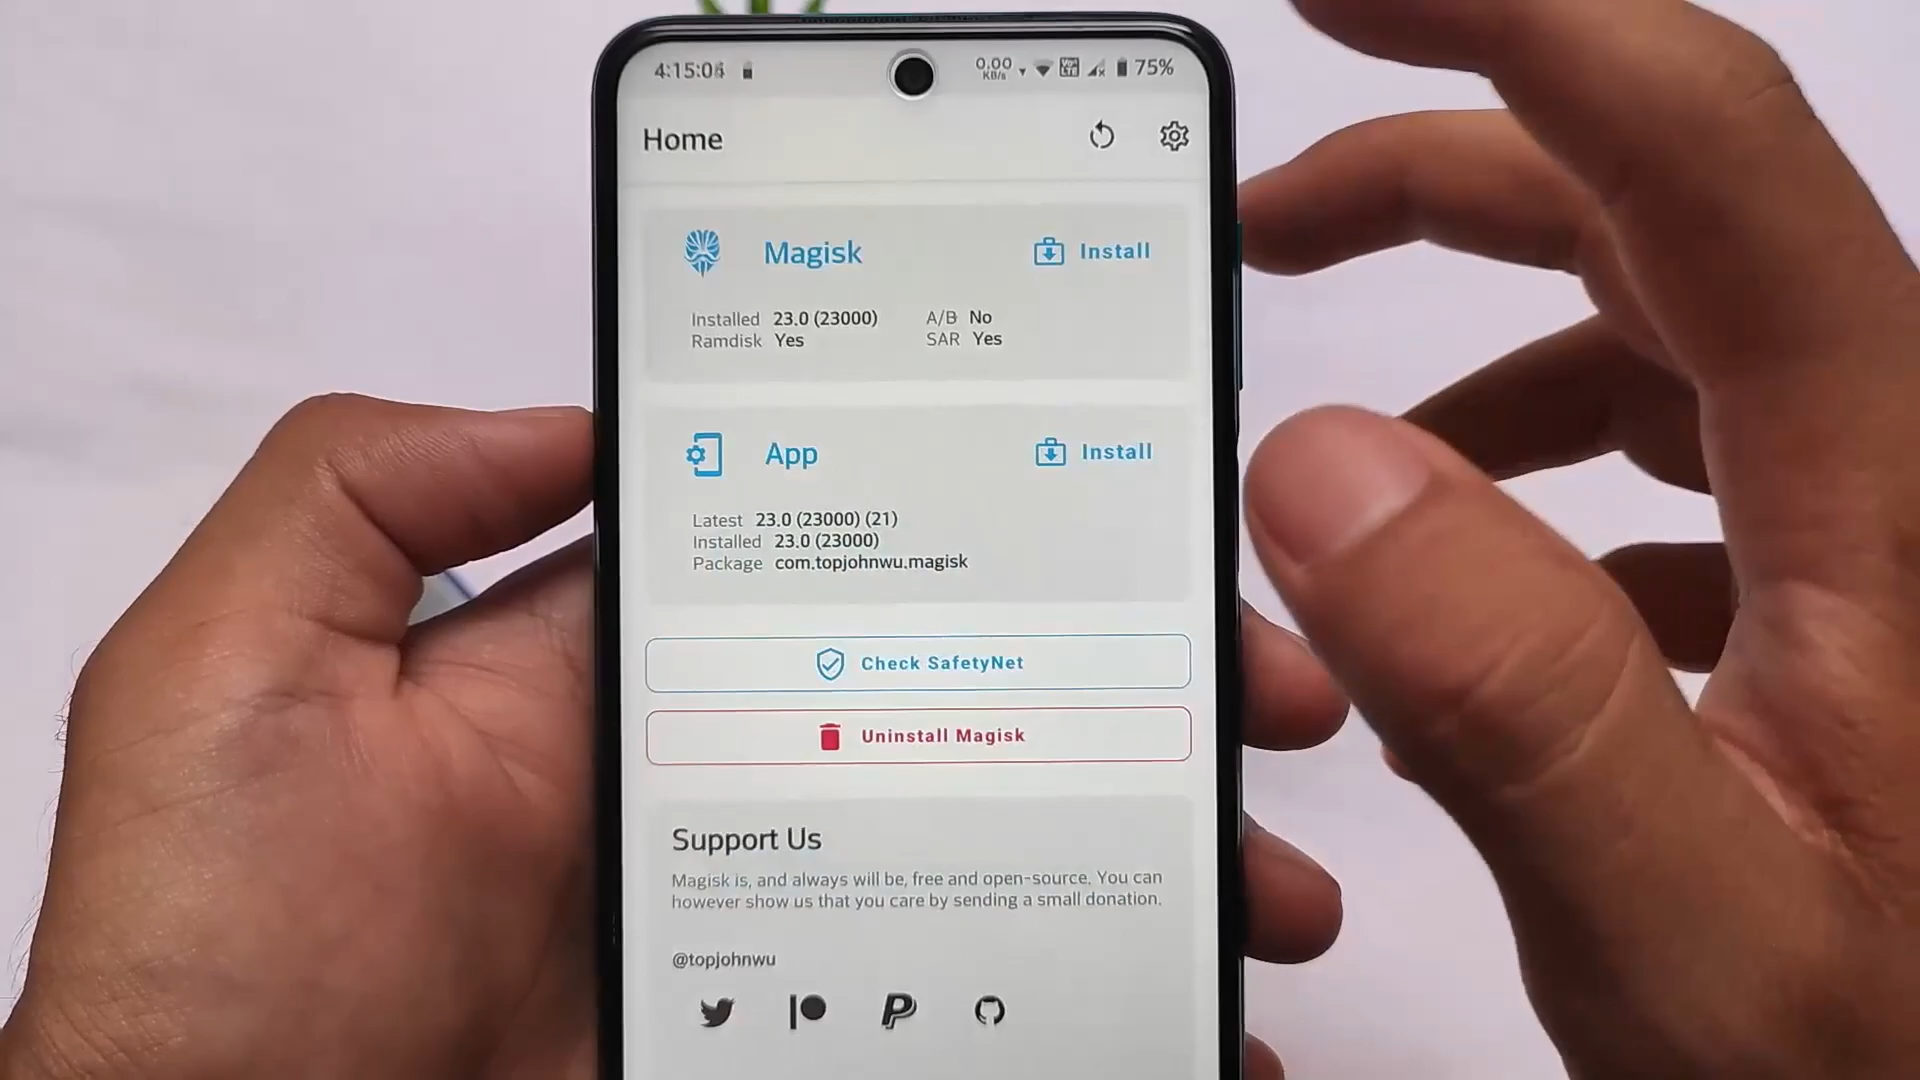 4:15:04 0.00 KB/s Vo LTE 75%
Home
Magisk Install
Installed 23.0 (23000) A/B No
Ramdisk Yes SAR Yes
App Install
Latest 23.0 (23000) (21)
Installed 23.0 (23000)
Package com.topjohnwu.magisk
Check SafetyNet
Uninstall Magisk
Support Us
Magisk is, and always will be, free and open-source. You can
however show us that you care by sending a small donation.
@topjohnwu